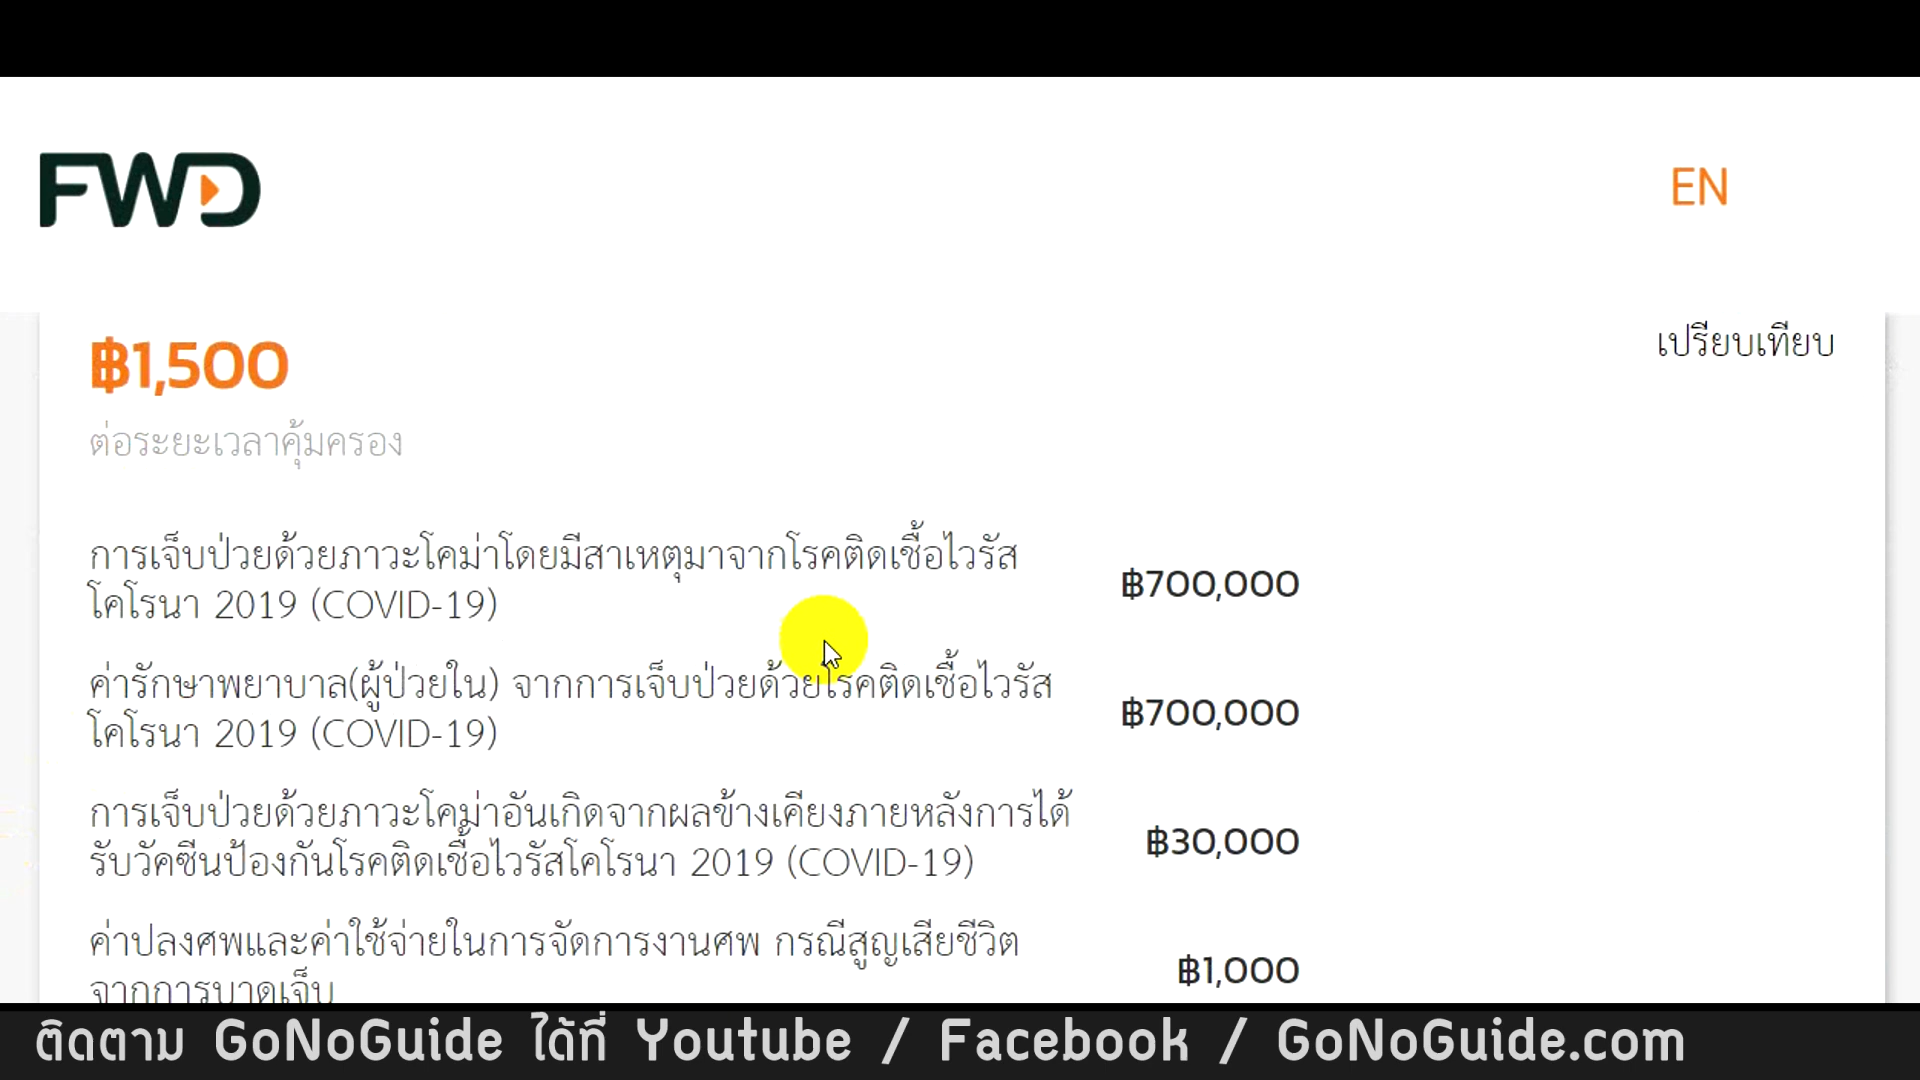 FWD
EN
฿1,500
เปรียบเทียบ
ต่อระยะเวลาคุ้มครอง
การเจ็บป่วยด้วยภาวะโคม่าโดยมีสาเหตุมาจากโรคติดเชื้อไวรัส
โคโรนา 2019 (COVID-19)
฿700,000
ค่ารักษาพยาบาล(ผู้ป่วยใน) จากการเจ็บป่วยด้วยโรคติดเชื้อไวรัส
โคโรนา 2019 (COVID-19)
฿700,000
การเจ็บป่วยด้วยภาวะโคม่าอันเกิดจากผลข้างเคียงภายหลังการได้
รับวัคซีนป้องกันโรคติดเชื้อไวรัสโคโรนา 2019 (COVID-19)
฿30,000
ค่าปลงศพและค่าใช้จ่ายในการจัดการงานศพ กรณีสูญเสียชีวิต
จากการบาดเจ็บ
฿1,000
ติดตาม GoNoGuide ได้ที่ Youtube / Facebook / GoNoGuide.com